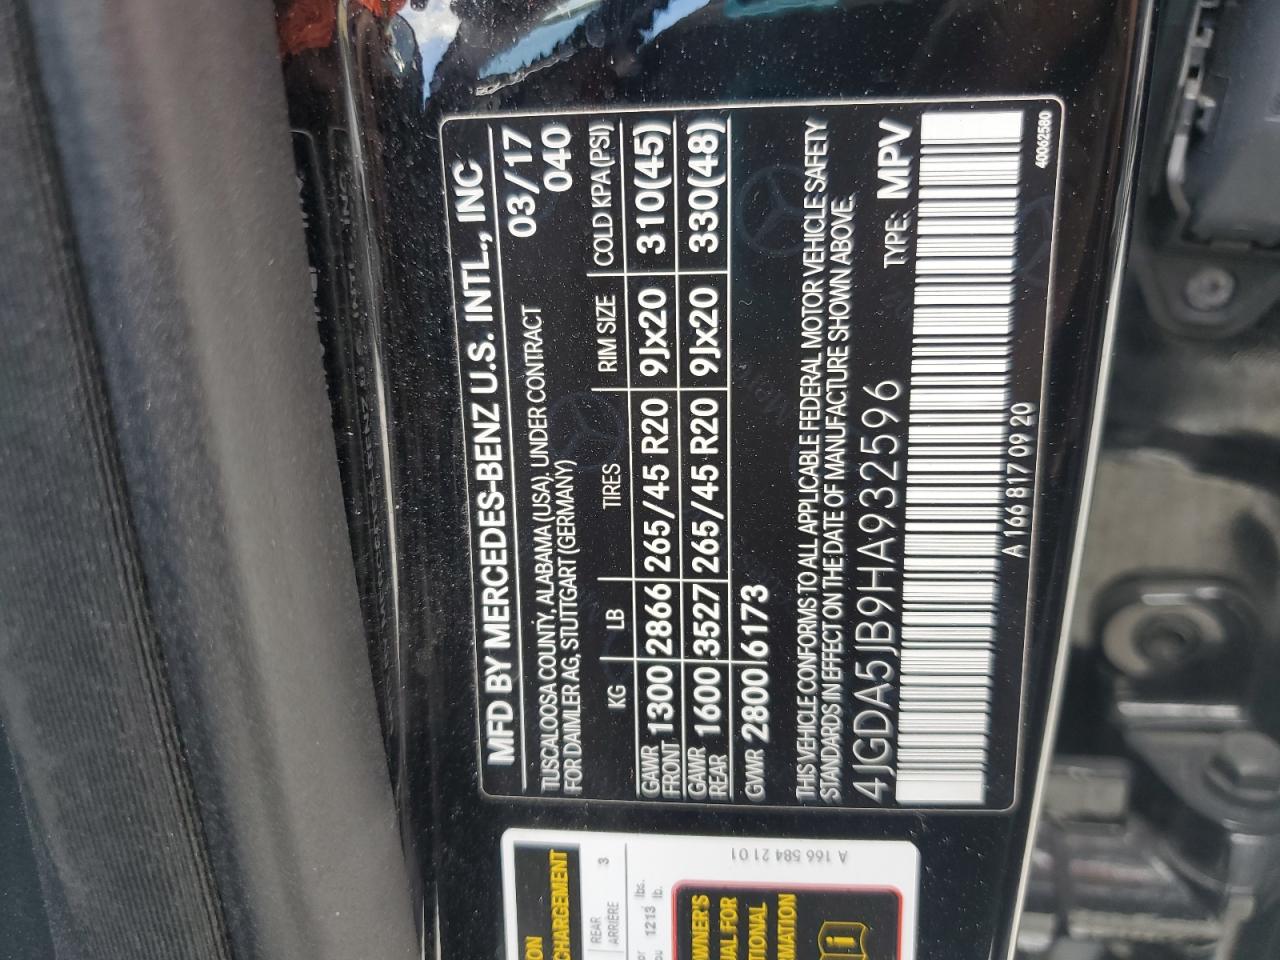 MFD BY MERCEDES-BENZ U.S. INTL., INC
TUSCALOOSA COUNTY, ALABAMA (USA). UNDER CONTRACT 03/17
FOR DAIMLER AG, STUTTGART (GERMANY) 040
KG LB TIRES RIM SIZE COLD KPA(PSI)
GAWR FRONT 1300 2866 265/45 R20 9Jx20 310(45)
GAWR REAR 1600 3527 265/45 R20 9Jx20 330(48)
GVWR 2800 6173
THIS VEHICLE CONFORMS TO ALL APPLICABLE FEDERAL MOTOR VEHICLE SAFETY
STANDARDS IN EFFECT ON THE DATE OF MANUFACTURE SHOWN ABOVE.
4JGDA5JB9HA932596 TYPE: MPV
A 166 817 09 20
40062580
CHARGEMENT
REAR
ARRIÈRE 3
1213 lbs.
lb.
A 166 584 21 01